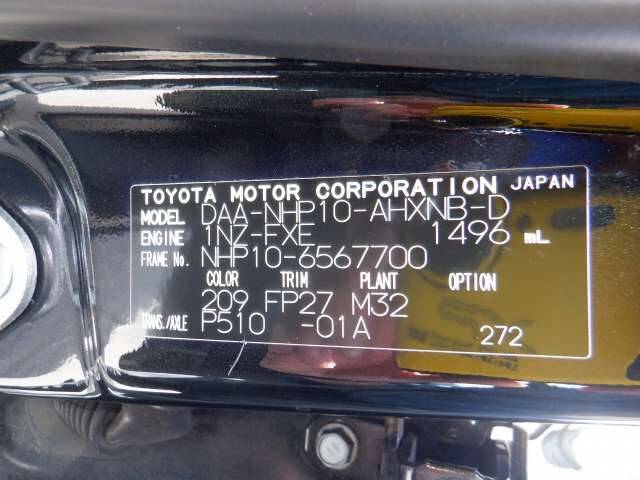 TOYOTA MOTOR CORPORATION JAPAN
MODEL DAA-NHP10-AHXNB-D
ENGINE 1NZ-FXE 1496 mL
FRAME No. NHP10-6567700
COLOR TRIM PLANT OPTION
209 FP27 M32
TRANS./AXLE P510 -01A
272